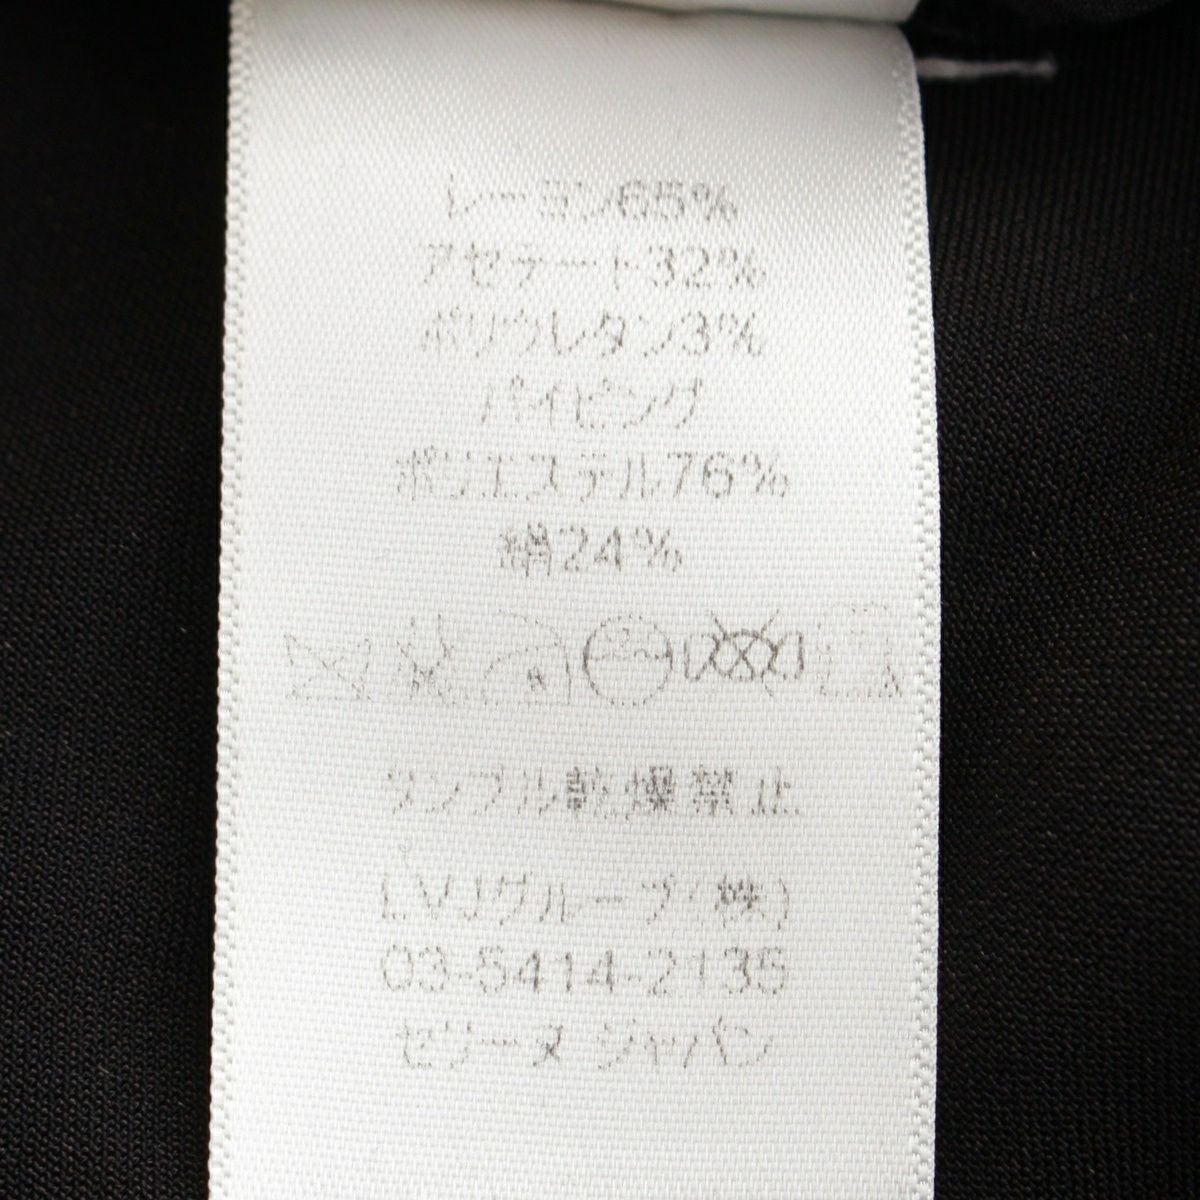 レーヨン65%
アセテート32%
ポリウレタン3%
パイピング
ポリエステル76%
絹24%
タンブル乾燥禁止
LVJグループ(株)
03-5414-2135
セリーヌ ジャパン